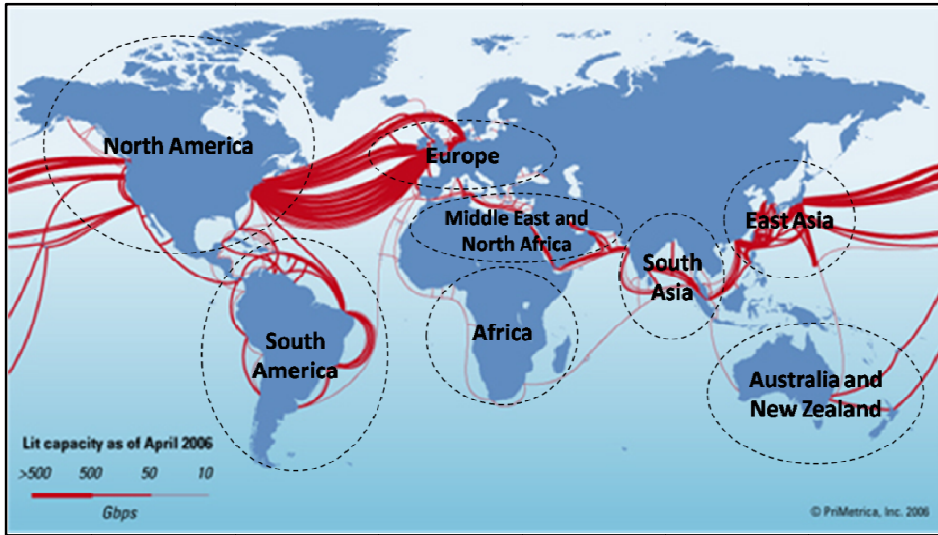 North America
Europe
Middle East and
North Africa
East Asia
South
Asia
Africa
South
America
Australia and
New Zealand
Lit capacity as of April 2006
>500 500 50 10
Gbps
© PriMetrica, Inc. 2006